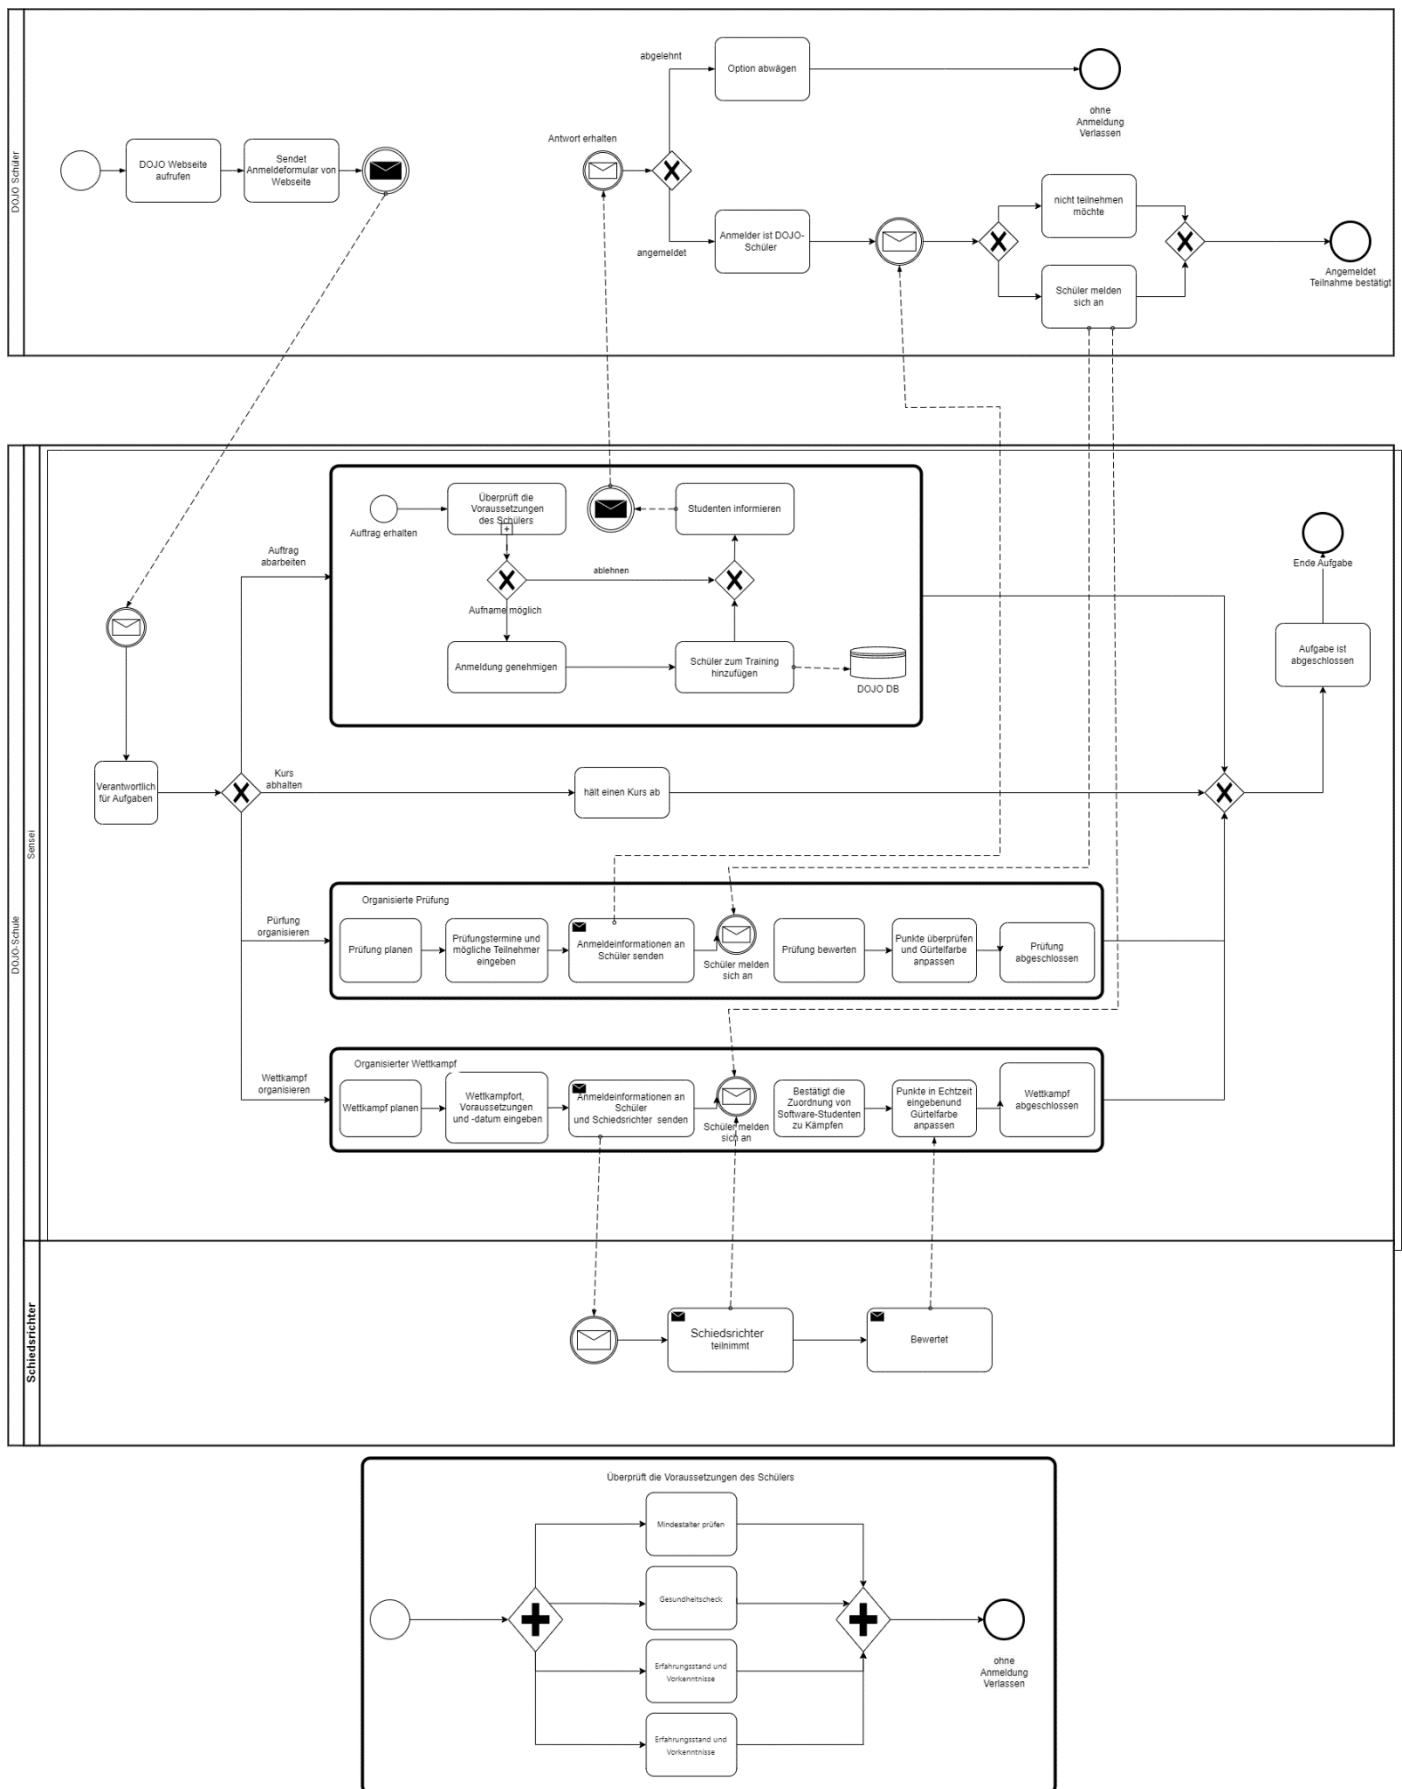 DOJO Schüler
DOJO Webseite
aufrufen
Sendet
Anmeldeformular von
Webseite
Antwort erhalten
abgelehnt
Option abwägen
ohne
Anmeldung
Verlassen
angemeldet
Anmelder ist DOJO-
Schüler
nicht teilnehmen
möchte
Schüler melden
sich an
Angemeldet
Teilnahme bestätigt
DOJO-Schule
Sensei
Auftrag erhalten
Überprüft die
Voraussetzungen
des Schülers
Studenten informieren
ablehnen
Aufname möglich
Anmeldung genehmigen
Schüler zum Training
hinzufügen
DOJO DB
Auftrag
abarbeiten
Ende Aufgabe
Aufgabe ist
abgeschlossen
Verantwortlich
für Aufgaben
Kurs
abhalten
hält einen Kurs ab
Pürfung
organisieren
Organisierte Prüfung
Prüfung planen
Prüfungstermine und
mögliche Teilnehmer
eingeben
Anmeldeinformationen an
Schüler senden
Schüler melden
sich an
Prüfung bewerten
Punkte überprüfen
und Gürtelfarbe
anpassen
Prüfung
abgeschlossen
Wettkampf
organisieren
Organisierter Wettkampf
Wettkampf planen
Wettkampfort,
Voraussetzungen
und -datum eingeben
Anmeldeinformationen an
Schüler
und Schiedsrichter senden
Schüler melden
sich an
Bestätigt die
Zuordnung von
Software-Studenten
zu Kämpfen
Punkte in Echtzeit
eingebenund
Gürtelfarbe
anpassen
Wettkampf
abgeschlossen
Schiedsrichter
Schiedsrichter
teilnimmt
Bewertet
Überprüft die Voraussetzungen des Schülers
Mindestalter prüfen
Gesundheitscheck
Erfahrungsstand und
Vorkenntnisse
Erfahrungsstand und
Vorkenntnisse
ohne
Anmeldung
Verlassen